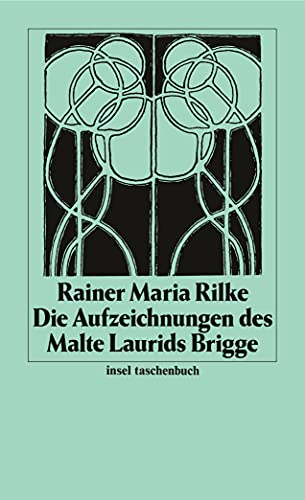 Rainer Maria Rilke
Die Aufzeichnungen des
Malte Laurids Brigge
insel taschenbuch